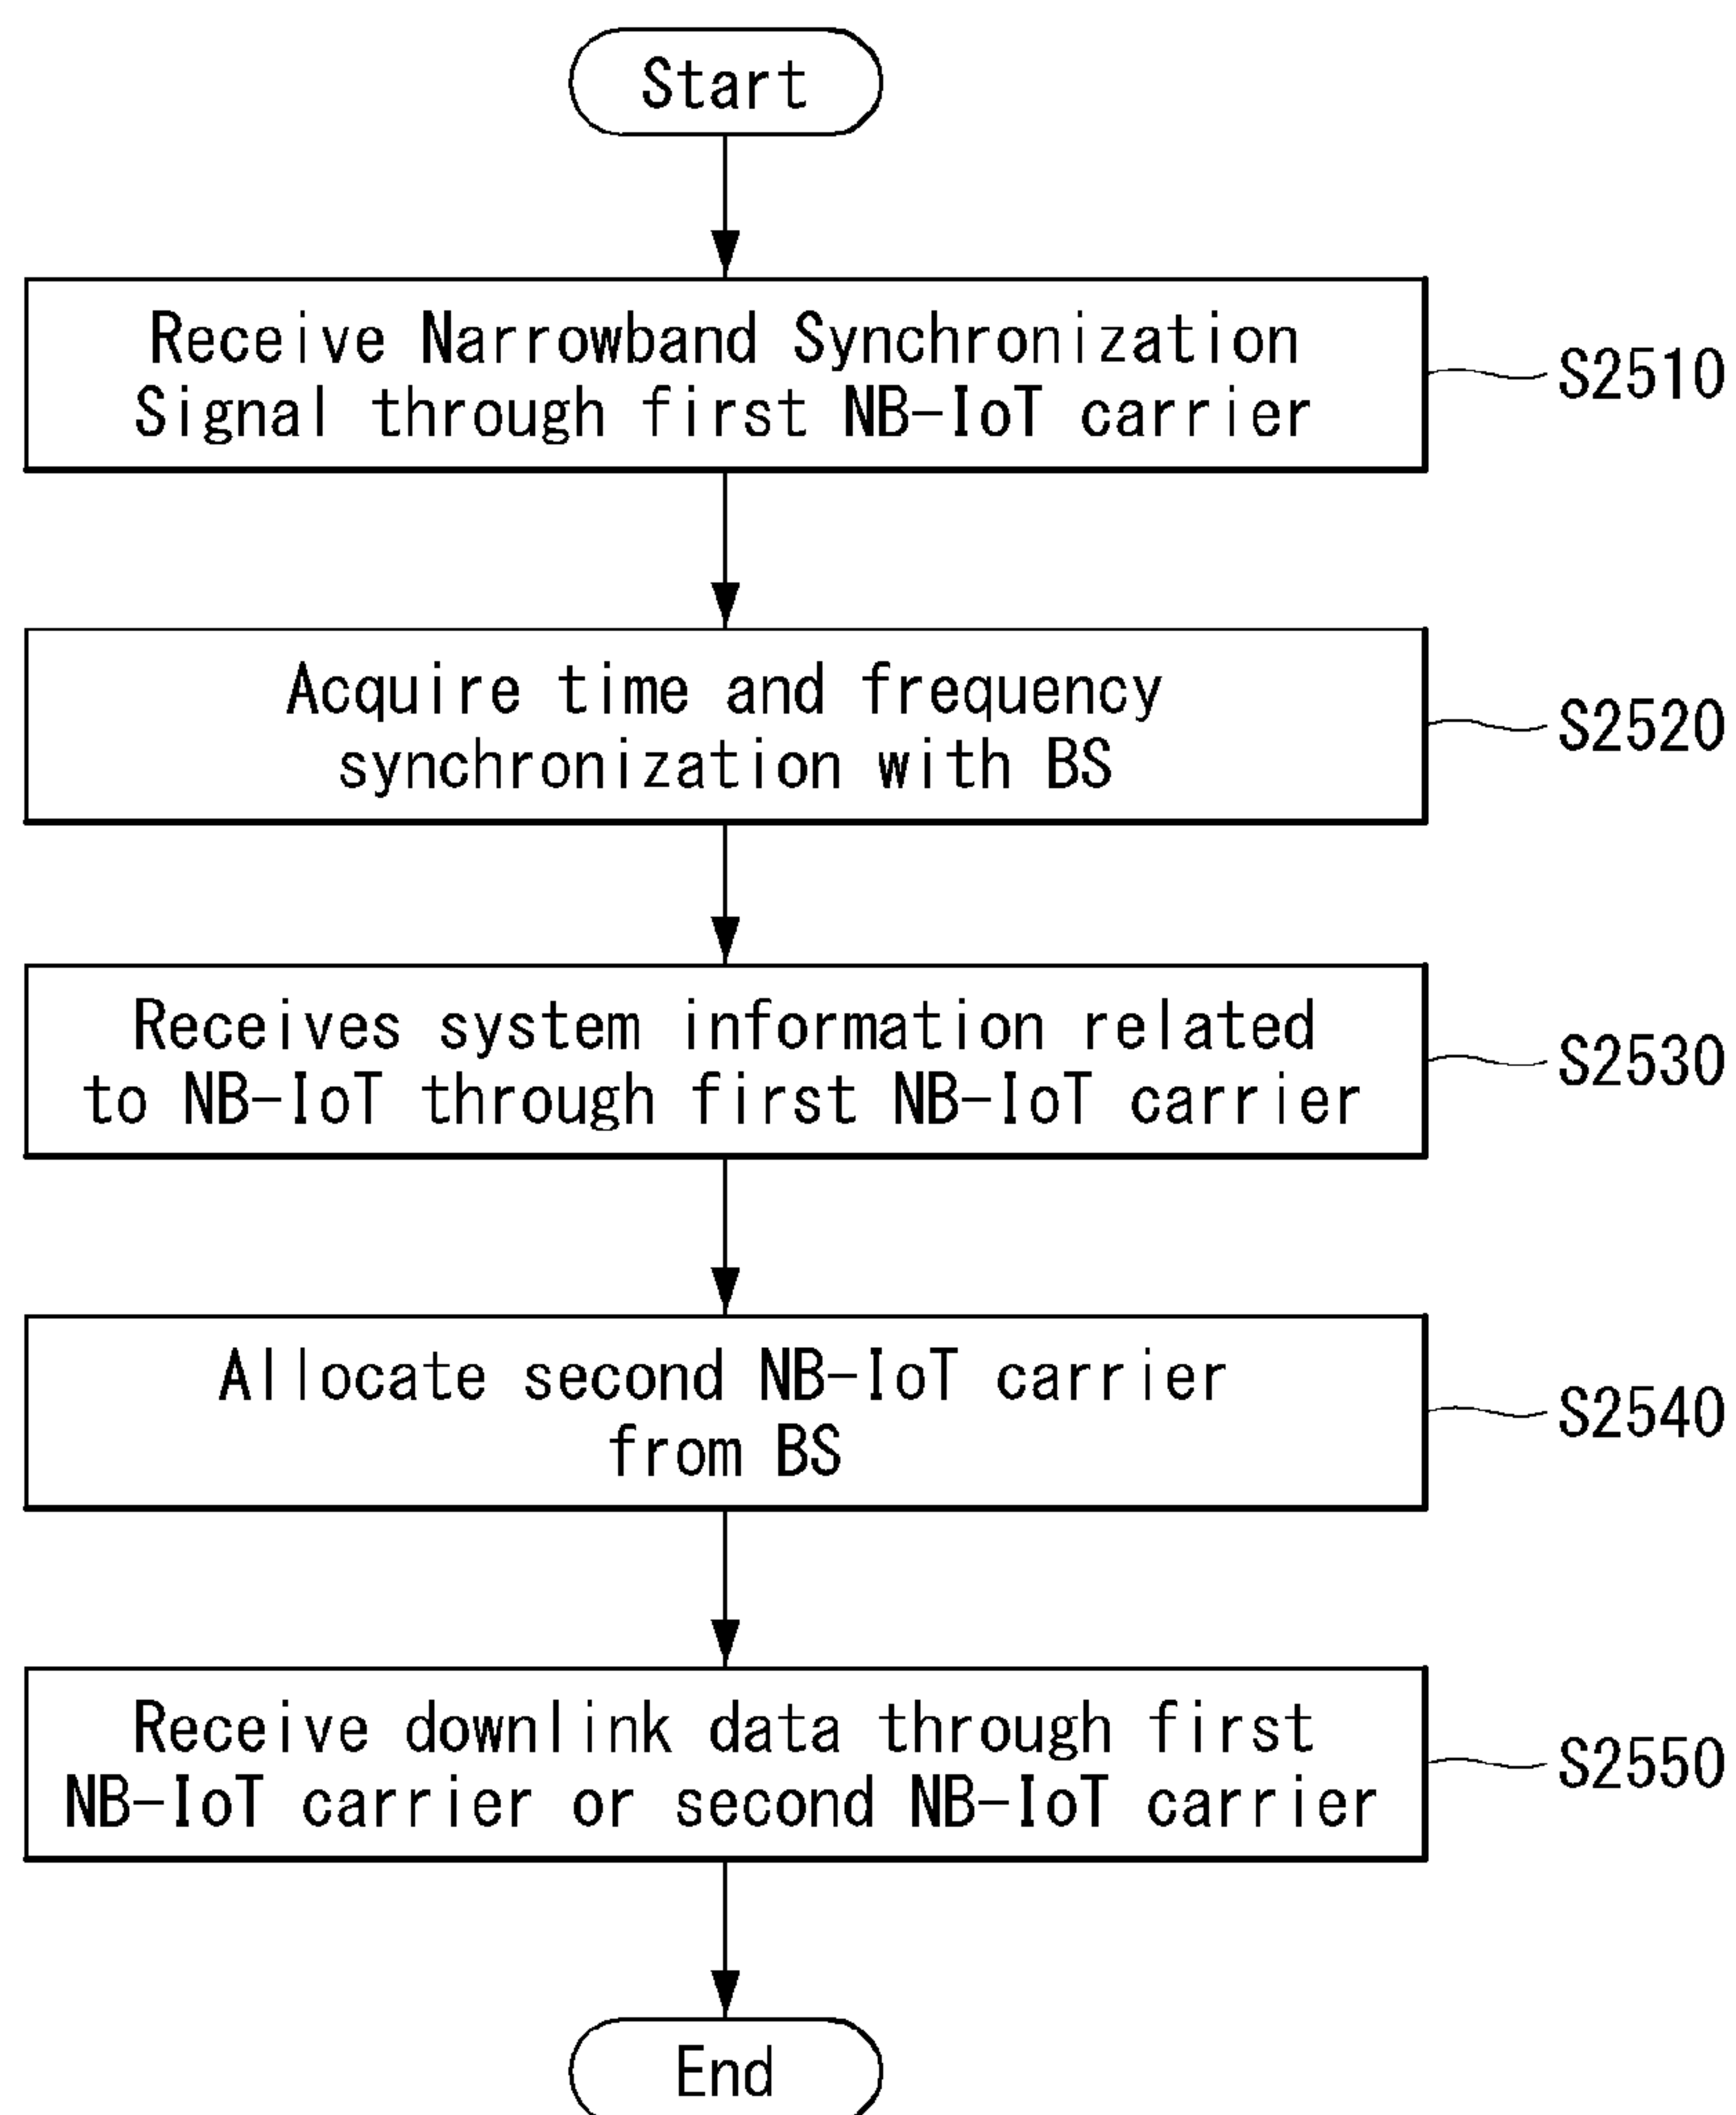 Start
Receive Narrowband Synchronization
Signal through first NB-IoT carrier
S2510
Acquire time and frequency
synchronization with BS
S2520
Receives system information related
to NB-IoT through first NB-IoT carrier
S2530
Allocate second NB-IoT carrier
from BS
S2540
Receive downlink data through first
NB-IoT carrier or second NB-IoT carrier
S2550
End